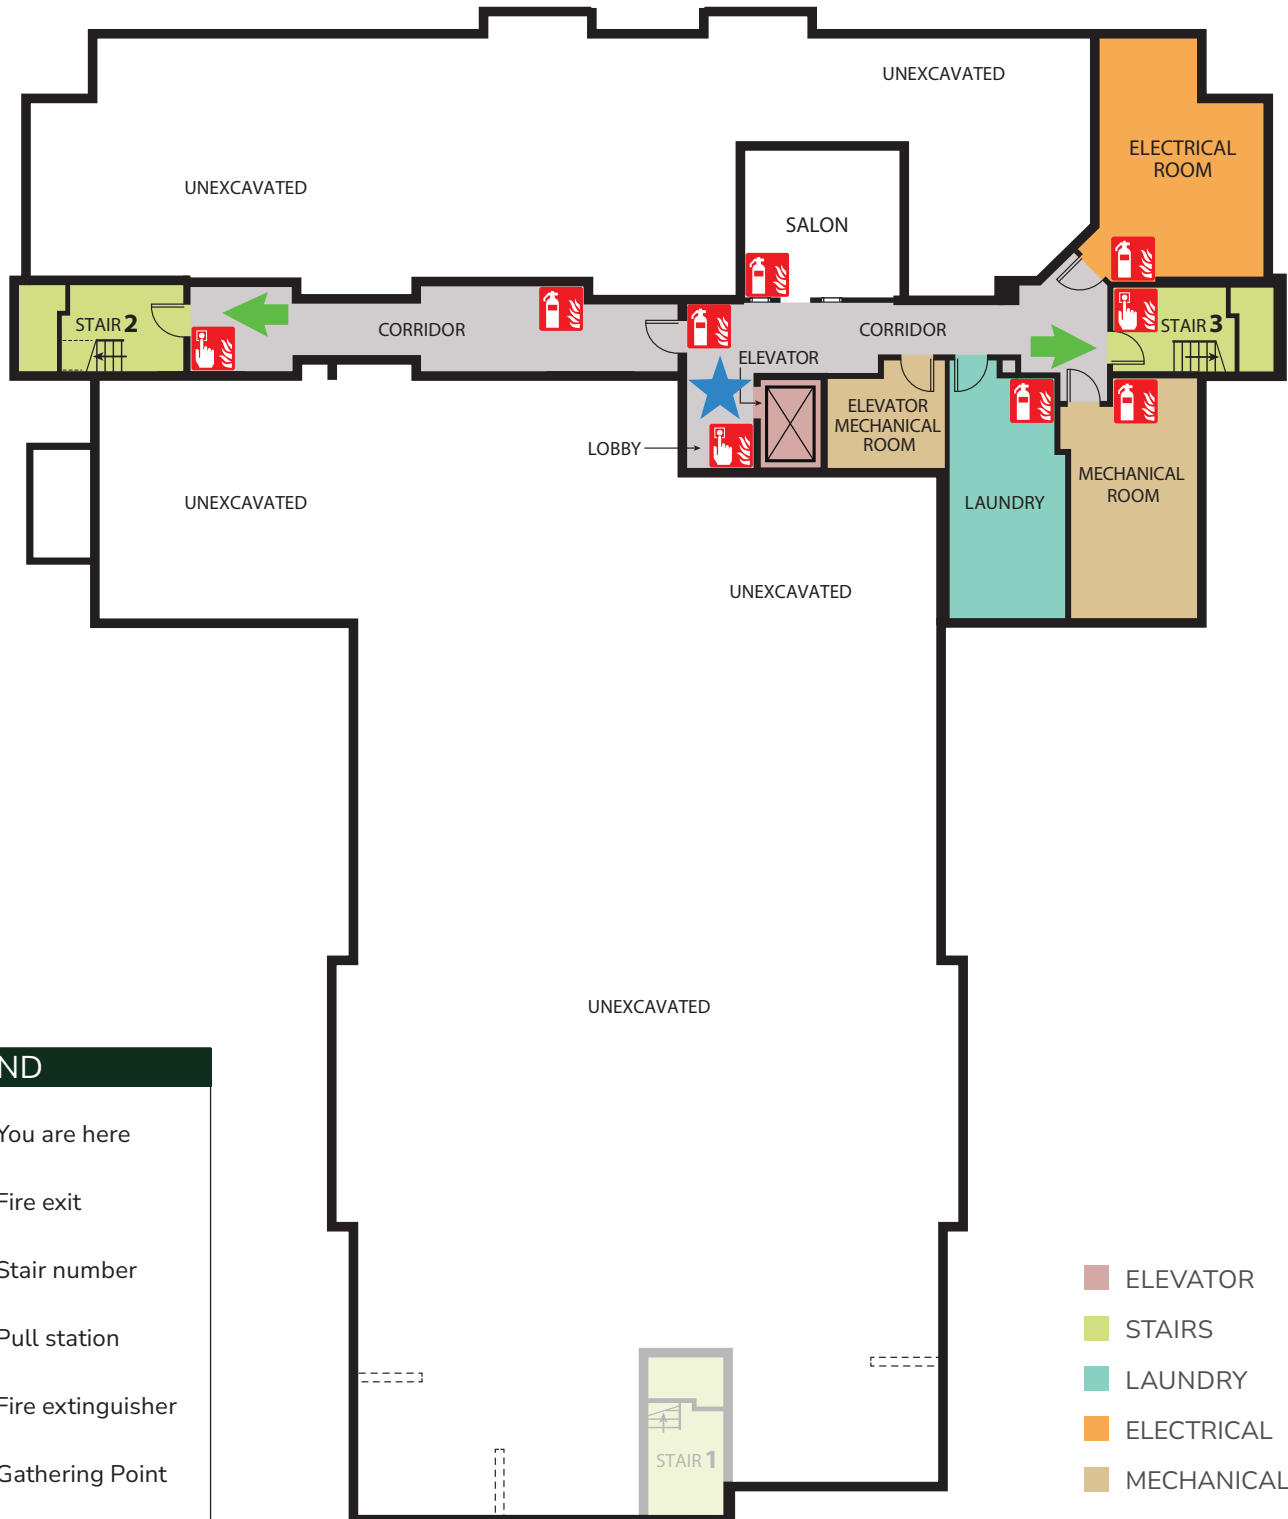 UNEXCAVATED
ELECTRICAL
ROOM
UNEXCAVATED
SALON
STAIR 2
CORRIDOR
CORRIDOR
STAIR 3
ELEVATOR
ELEVATOR
MECHANICAL
ROOM
LOBBY
UNEXCAVATED
LAUNDRY
MECHANICAL
ROOM
UNEXCAVATED
UNEXCAVATED
ND
You are here
Fire exit
Stair number
Pull station
Fire extinguisher
Gathering Point
STAIR 1
ELEVATOR
STAIRS
LAUNDRY
ELECTRICAL
MECHANICAL